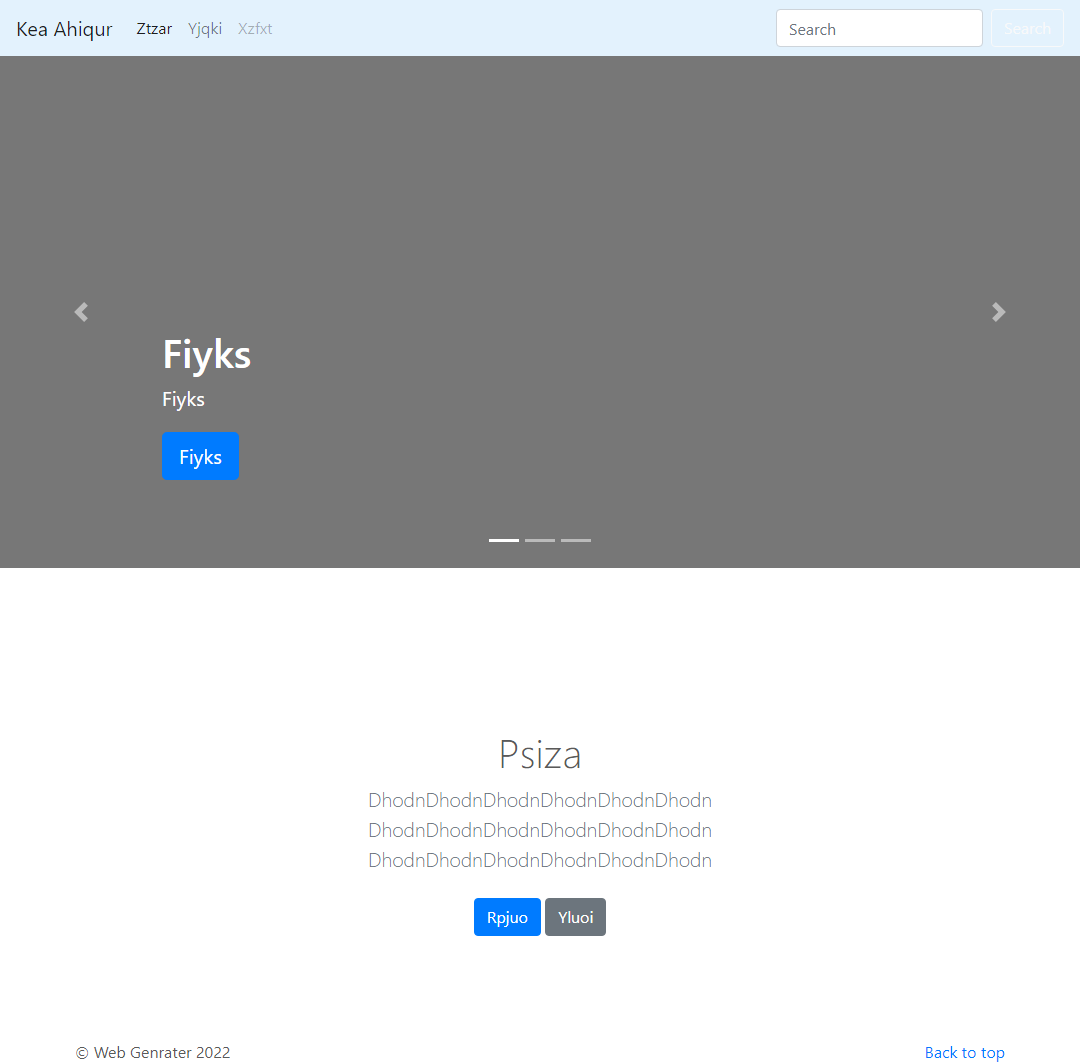 Kea Ahiqur Ztzar Yjqki Xzfxt Search Search
Fiyks
Fiyks
Fiyks
Psiza
DhodnDhodnDhodnDhodnDhodnDhodn
DhodnDhodnDhodnDhodnDhodnDhodn
DhodnDhodnDhodnDhodnDhodnDhodn
Rpjuo Yluoi
© Web Genrater 2022 Back to top